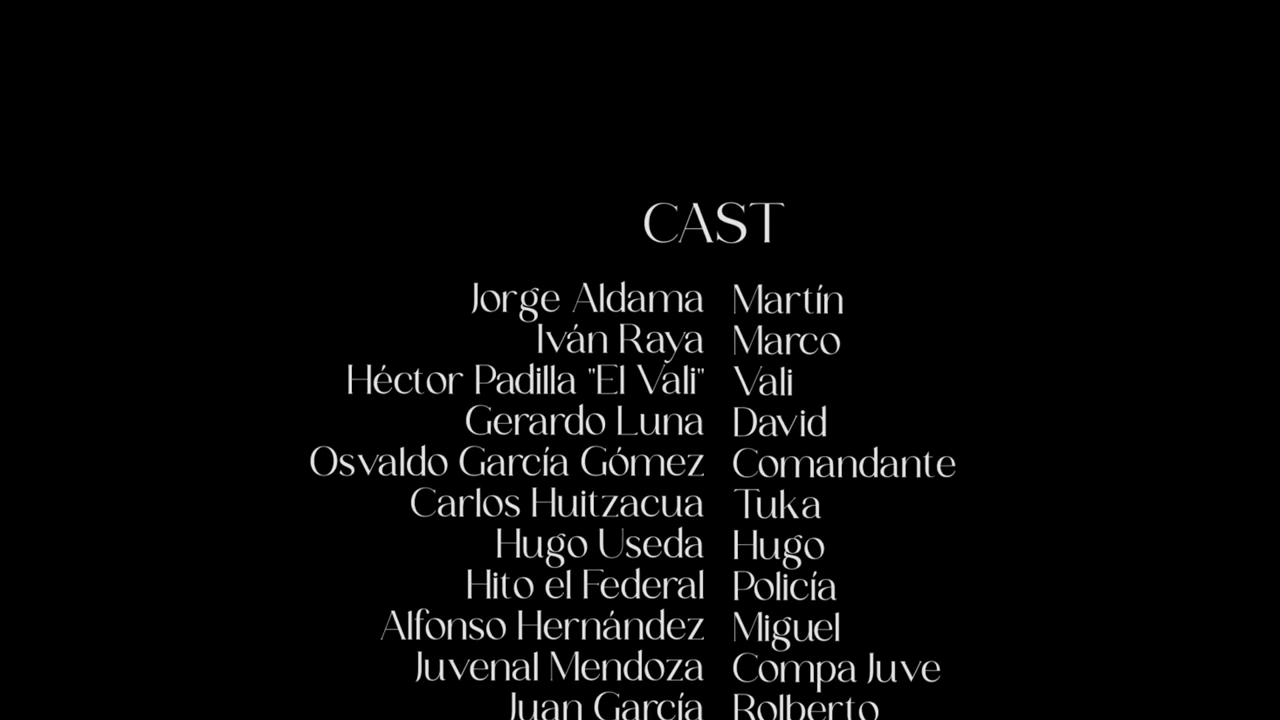 CAST
Jorge Aldama Martín
Iván Raya Marco
Héctor Padilla "El Vali" Vali
Gerardo Luna David
Osvaldo García Gómez Comandante
Carlos Huitzacua Tuka
Hugo Useda Hugo
Hito el Federal Policía
Alfonso Hernández Miguel
Juvenal Mendoza Compa Juve
Juan García Rolberto